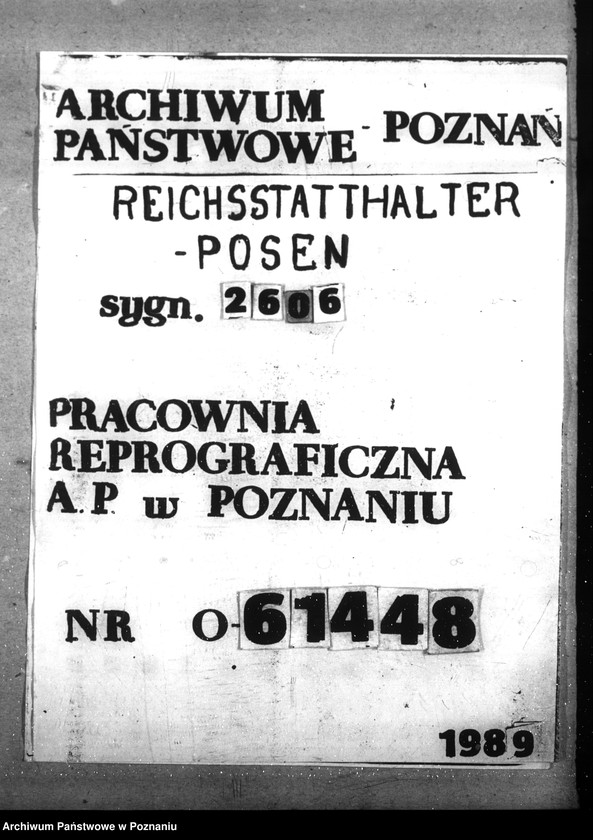 ARCHIWUM
PAŃSTWOWE - POZNAŃ
REICHSSTATTHALTER
-POSEN
sygn. 2606
PRACOWNIA
REPROGRAFICZNA
A.P. w POZNANIU
NR O-61448
1989
Archiwum Państwowe w Poznaniu